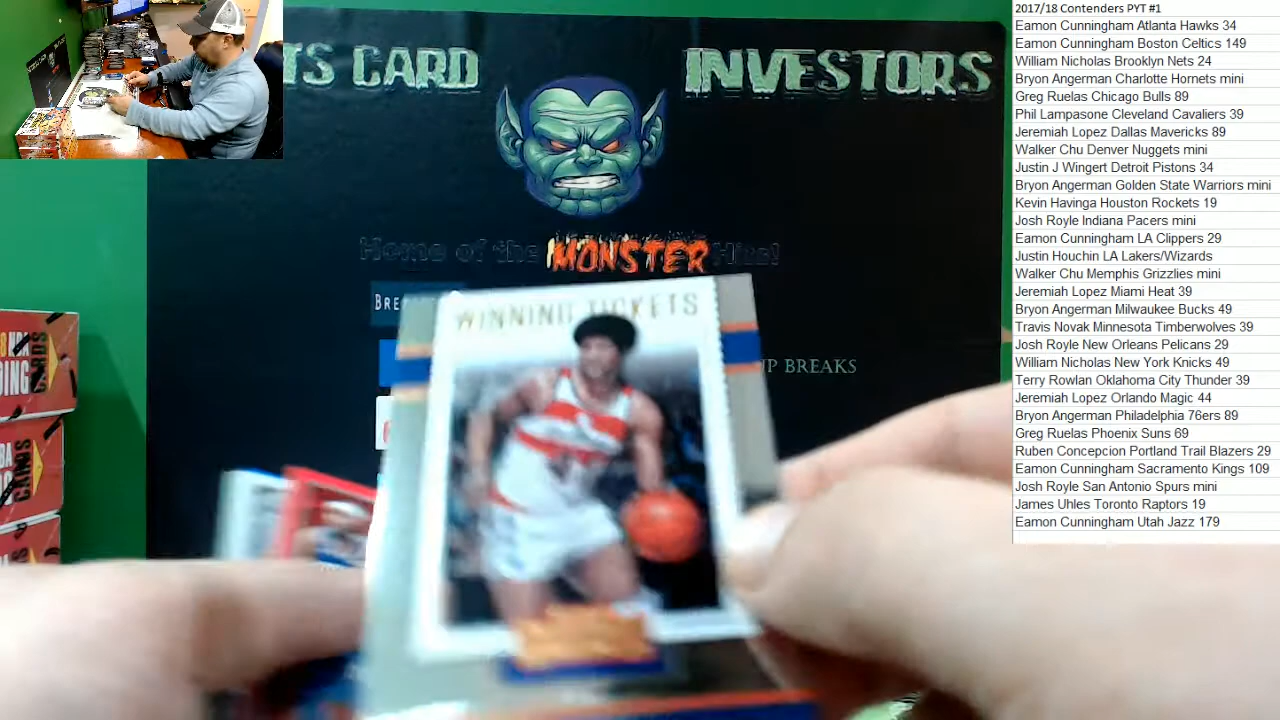 TS CARD INVESTORS
Home of the MONSTER Hits!
UP BREAKS
WINNING TICKETS
2017/18 Contenders PYT #1
Eamon Cunningham Atlanta Hawks 34
Eamon Cunningham Boston Celtics 149
William Nicholas Brooklyn Nets 24
Bryon Angerman Charlotte Hornets mini
Greg Ruelas Chicago Bulls 89
Phil Lampasone Cleveland Cavaliers 39
Jeremiah Lopez Dallas Mavericks 89
Walker Chu Denver Nuggets mini
Justin J Wingert Detroit Pistons 34
Bryon Angerman Golden State Warriors mini
Kevin Havinga Houston Rockets 19
Josh Royle Indiana Pacers mini
Eamon Cunningham LA Clippers 29
Justin Houchin LA Lakers/Wizards
Walker Chu Memphis Grizzlies mini
Jeremiah Lopez Miami Heat 39
Bryon Angerman Milwaukee Bucks 49
Travis Novak Minnesota Timberwolves 39
Josh Royle New Orleans Pelicans 29
William Nicholas New York Knicks 49
Terry Rowlan Oklahoma City Thunder 39
Jeremiah Lopez Orlando Magic 44
Bryon Angerman Philadelphia 76ers 89
Greg Ruelas Phoenix Suns 69
Ruben Concepcion Portland Trail Blazers 29
Eamon Cunningham Sacramento Kings 109
Josh Royle San Antonio Spurs mini
James Uhles Toronto Raptors 19
Eamon Cunningham Utah Jazz 179